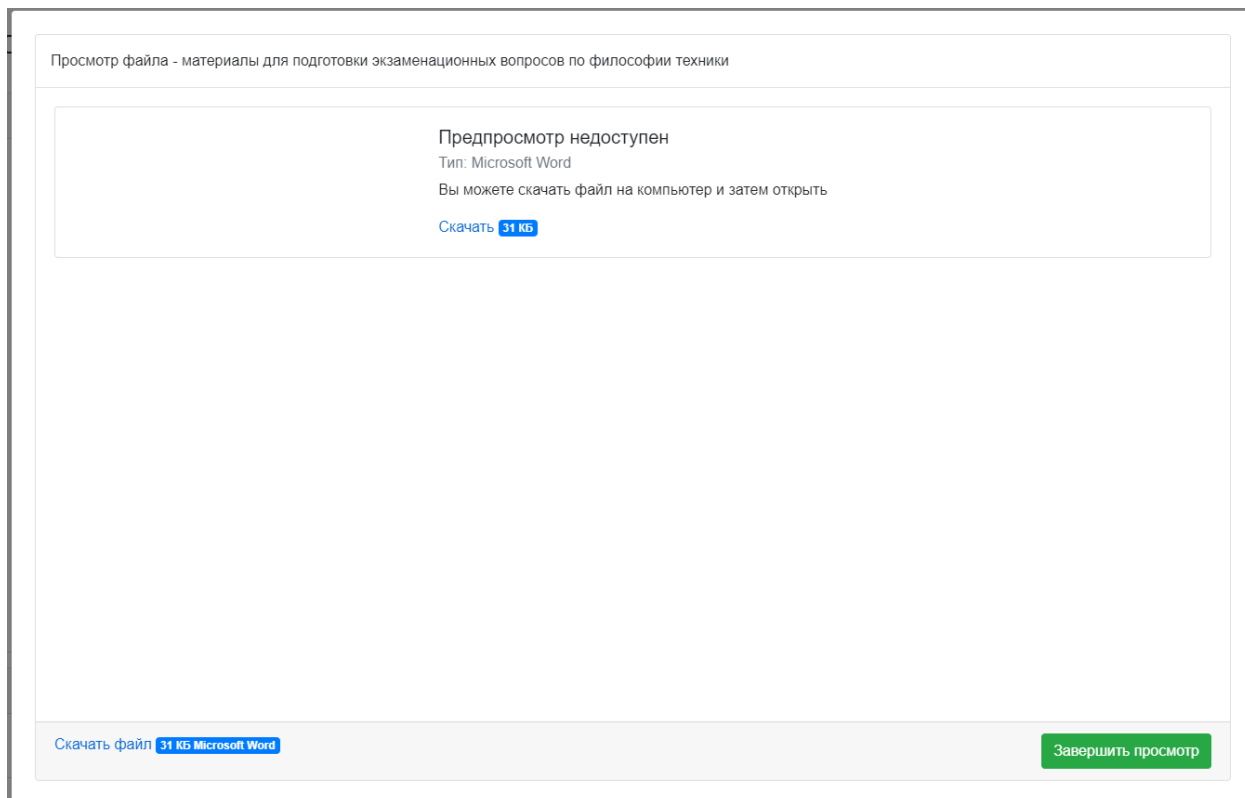 Просмотр файла - материалы для подготовки экзаменационных вопросов по философии техники
Предпросмотр недоступен
Тип: Microsoft Word
Вы можете скачать файл на компьютер и затем открыть
Скачать 31 КБ
Скачать файл 31 КБ Microsoft Word
Завершить просмотр